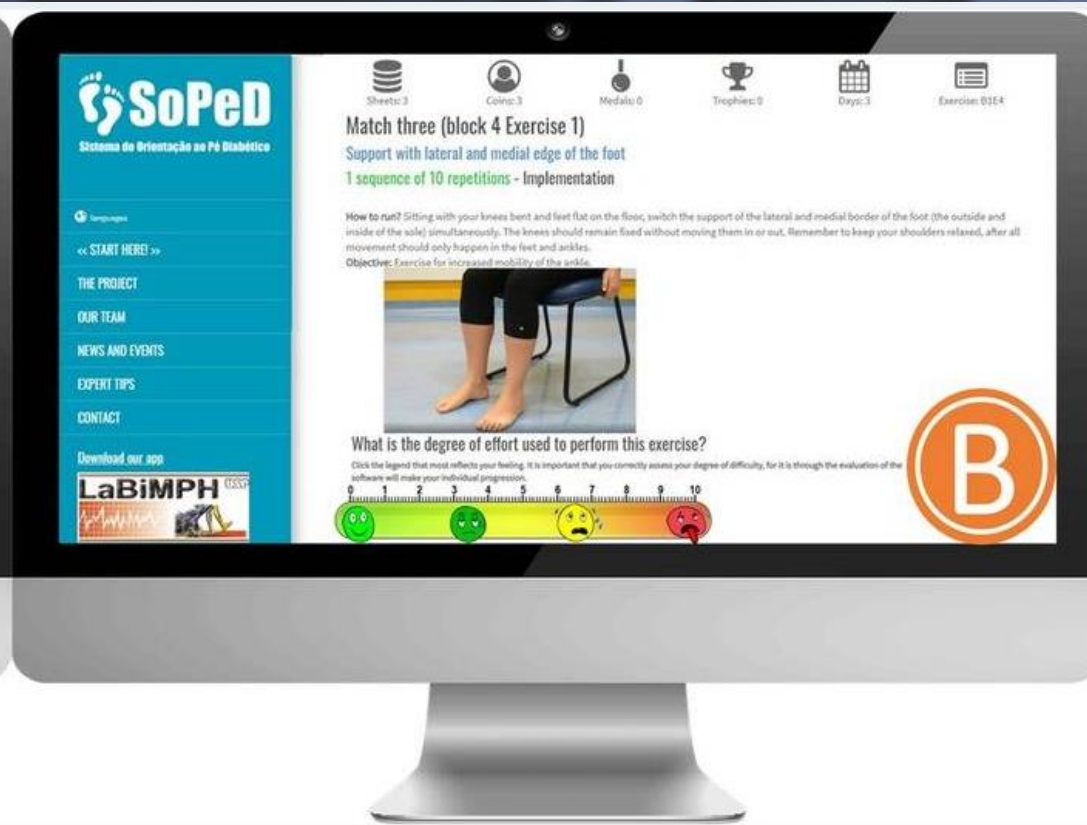 SoPeD
Sistema de Orientação ao Pé Diabético
languages
<< START HERE! >>
THE PROJECT
OUR TEAM
NEWS AND EVENTS
EXPERT TIPS
CONTACT
Download our app
LaBiMPH
Sheets: 3
Coins: 3
Medals: 0
Trophies: 0
Days: 3
Exercise: B1E4
Match three (block 4 Exercise 1)
Support with lateral and medial edge of the foot
1 sequence of 10 repetitions - Implementation
How to run? Sitting with your knees bent and feet flat on the floor, switch the support of the lateral and medial border of the foot (the outside and
inside of the sole) simultaneously. The knees should remain fixed without moving them in or out. Remember to keep your shoulders relaxed, after all
movement should only happen in the feet and ankles.
Objective: Exercise for increased mobility of the ankle.
What is the degree of effort used to perform this exercise?
Click the legend that most reflects your feeling. It is important that you correctly assess your degree of difficulty, for it is through the evaluation of the
software will make your individual progression.
0 1 2 3 4 5 6 7 8 9 10
B